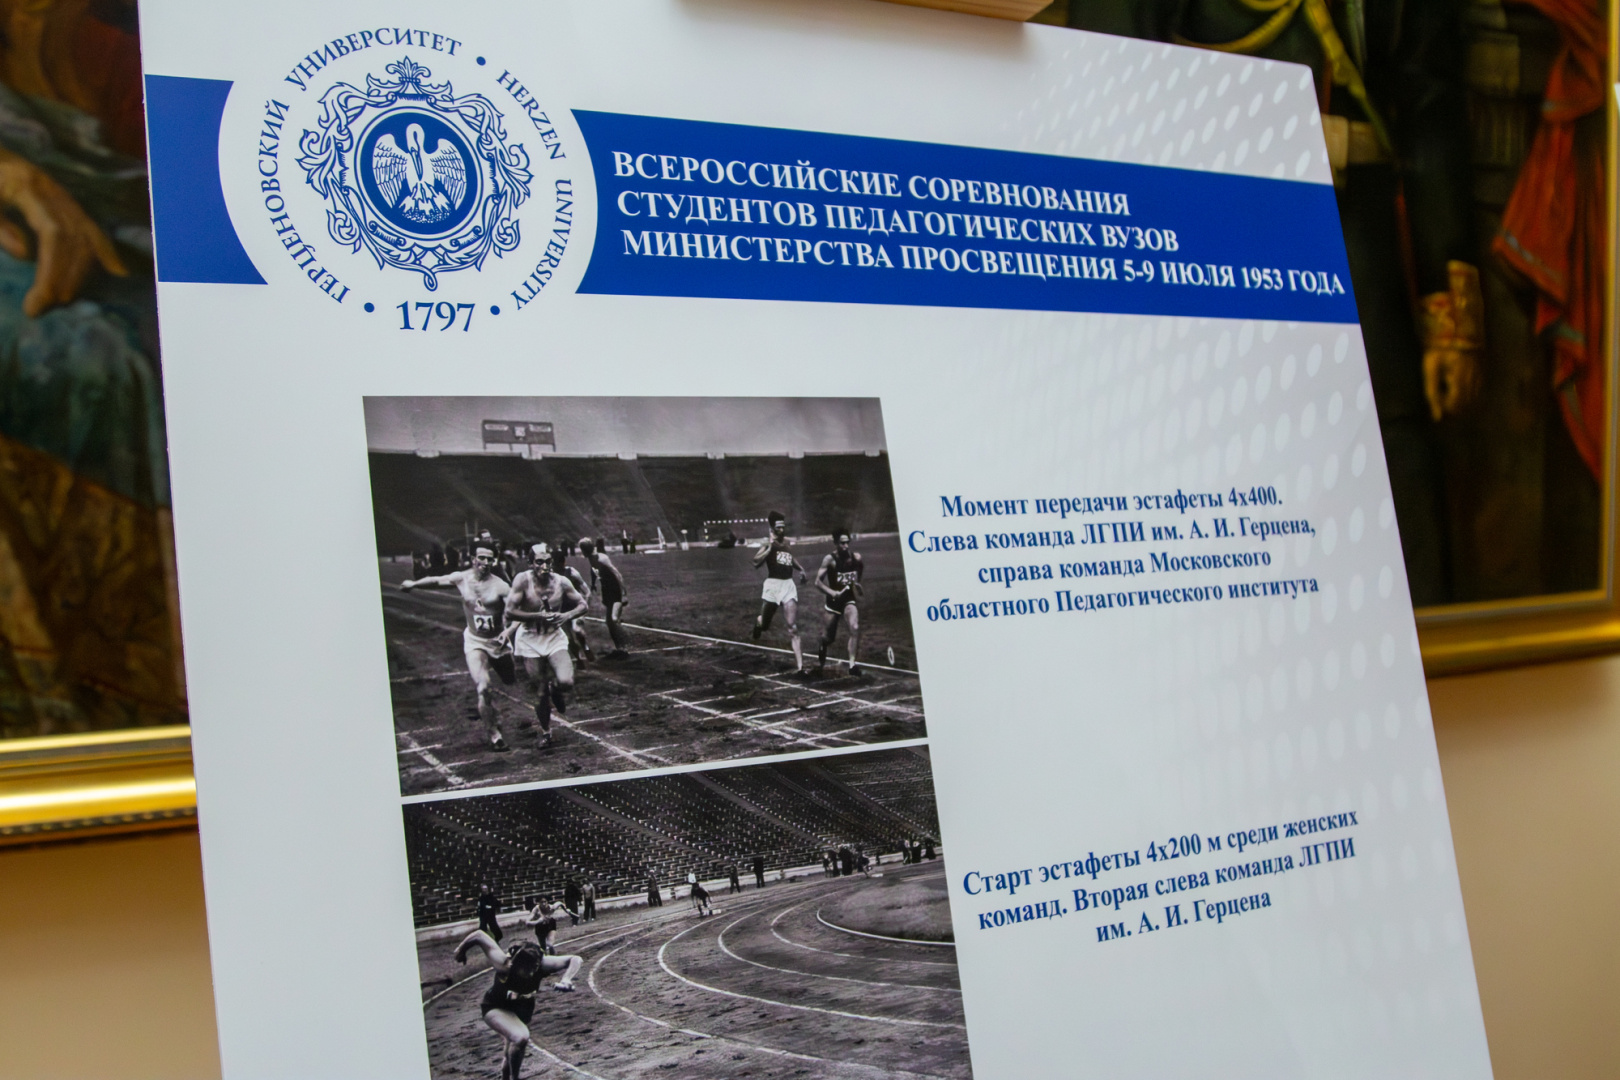 ГЕРЦЕНОВСКИЙ УНИВЕРСИТЕТ • HERZEN UNIVERSITY
• 1797 •
ВСЕРОССИЙСКИЕ СОРЕВНОВАНИЯ
СТУДЕНТОВ ПЕДАГОГИЧЕСКИХ ВУЗОВ
МИНИСТЕРСТВА ПРОСВЕЩЕНИЯ 5-9 ИЮЛЯ 1953 ГОДА
Момент передачи эстафеты 4х400.
Слева команда ЛГПИ им. А. И. Герцена,
справа команда Московского
областного Педагогического института
21
Старт эстафеты 4х200 м среди женских
команд. Вторая слева команда ЛГПИ
им. А. И. Герцена